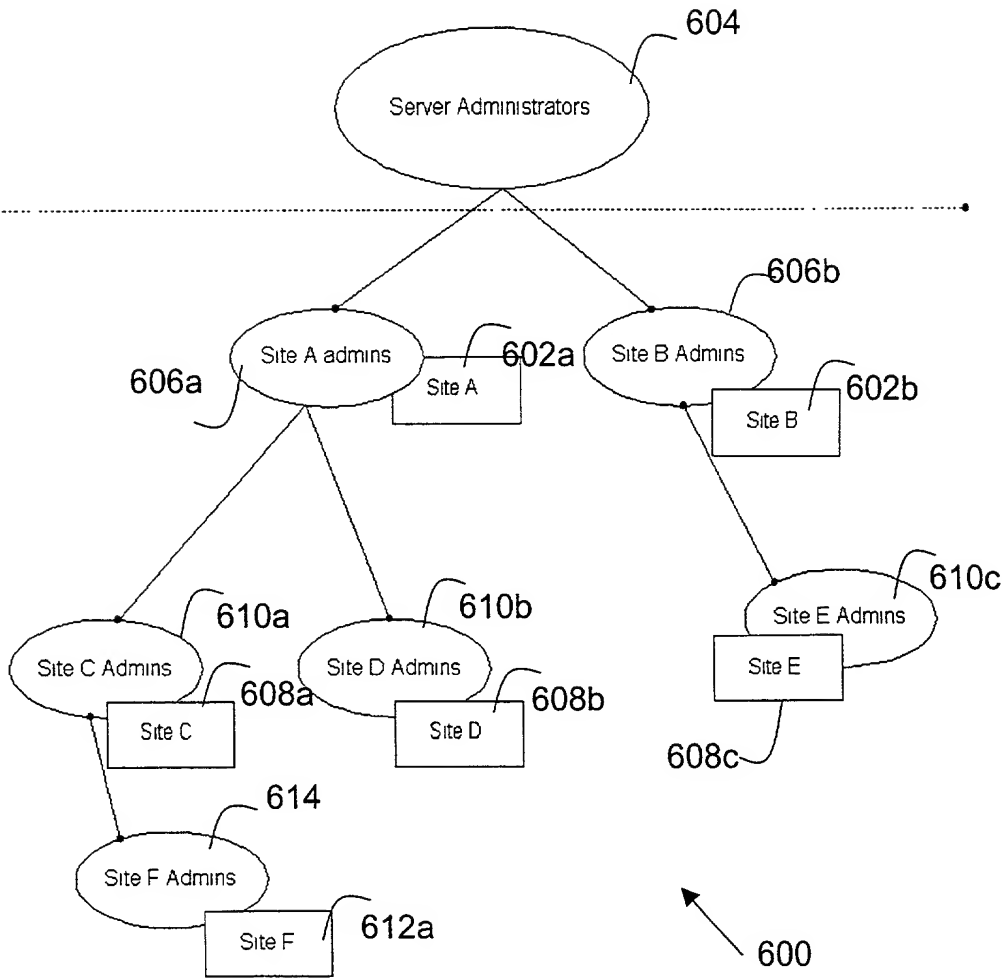 604
Server Administrators
606b
Site A admins
602a
Site B Admins
606a
Site A
602b
Site B
610a
610b
610c
Site E Admins
Site C Admins
Site D Admins
Site E
608a
608b
Site C
Site D
608c
614
Site F Admins
612a
Site F
600